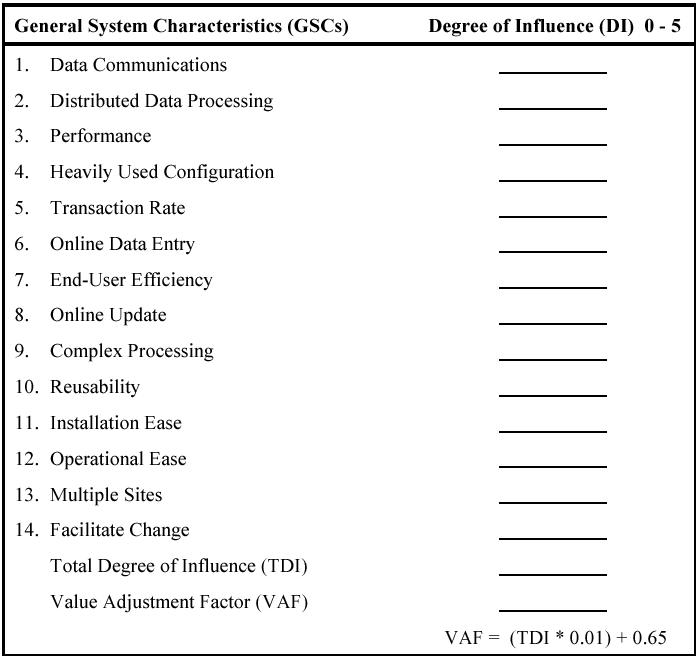 General System Characteristics (GSCs) Degree of Influence (DI) 0 - 5
1. Data Communications
2. Distributed Data Processing
3. Performance
4. Heavily Used Configuration
5. Transaction Rate
6. Online Data Entry
7. End-User Efficiency
8. Online Update
9. Complex Processing
10. Reusability
11. Installation Ease
12. Operational Ease
13. Multiple Sites
14. Facilitate Change
Total Degree of Influence (TDI)
Value Adjustment Factor (VAF)
VAF = (TDI * 0.01) + 0.65